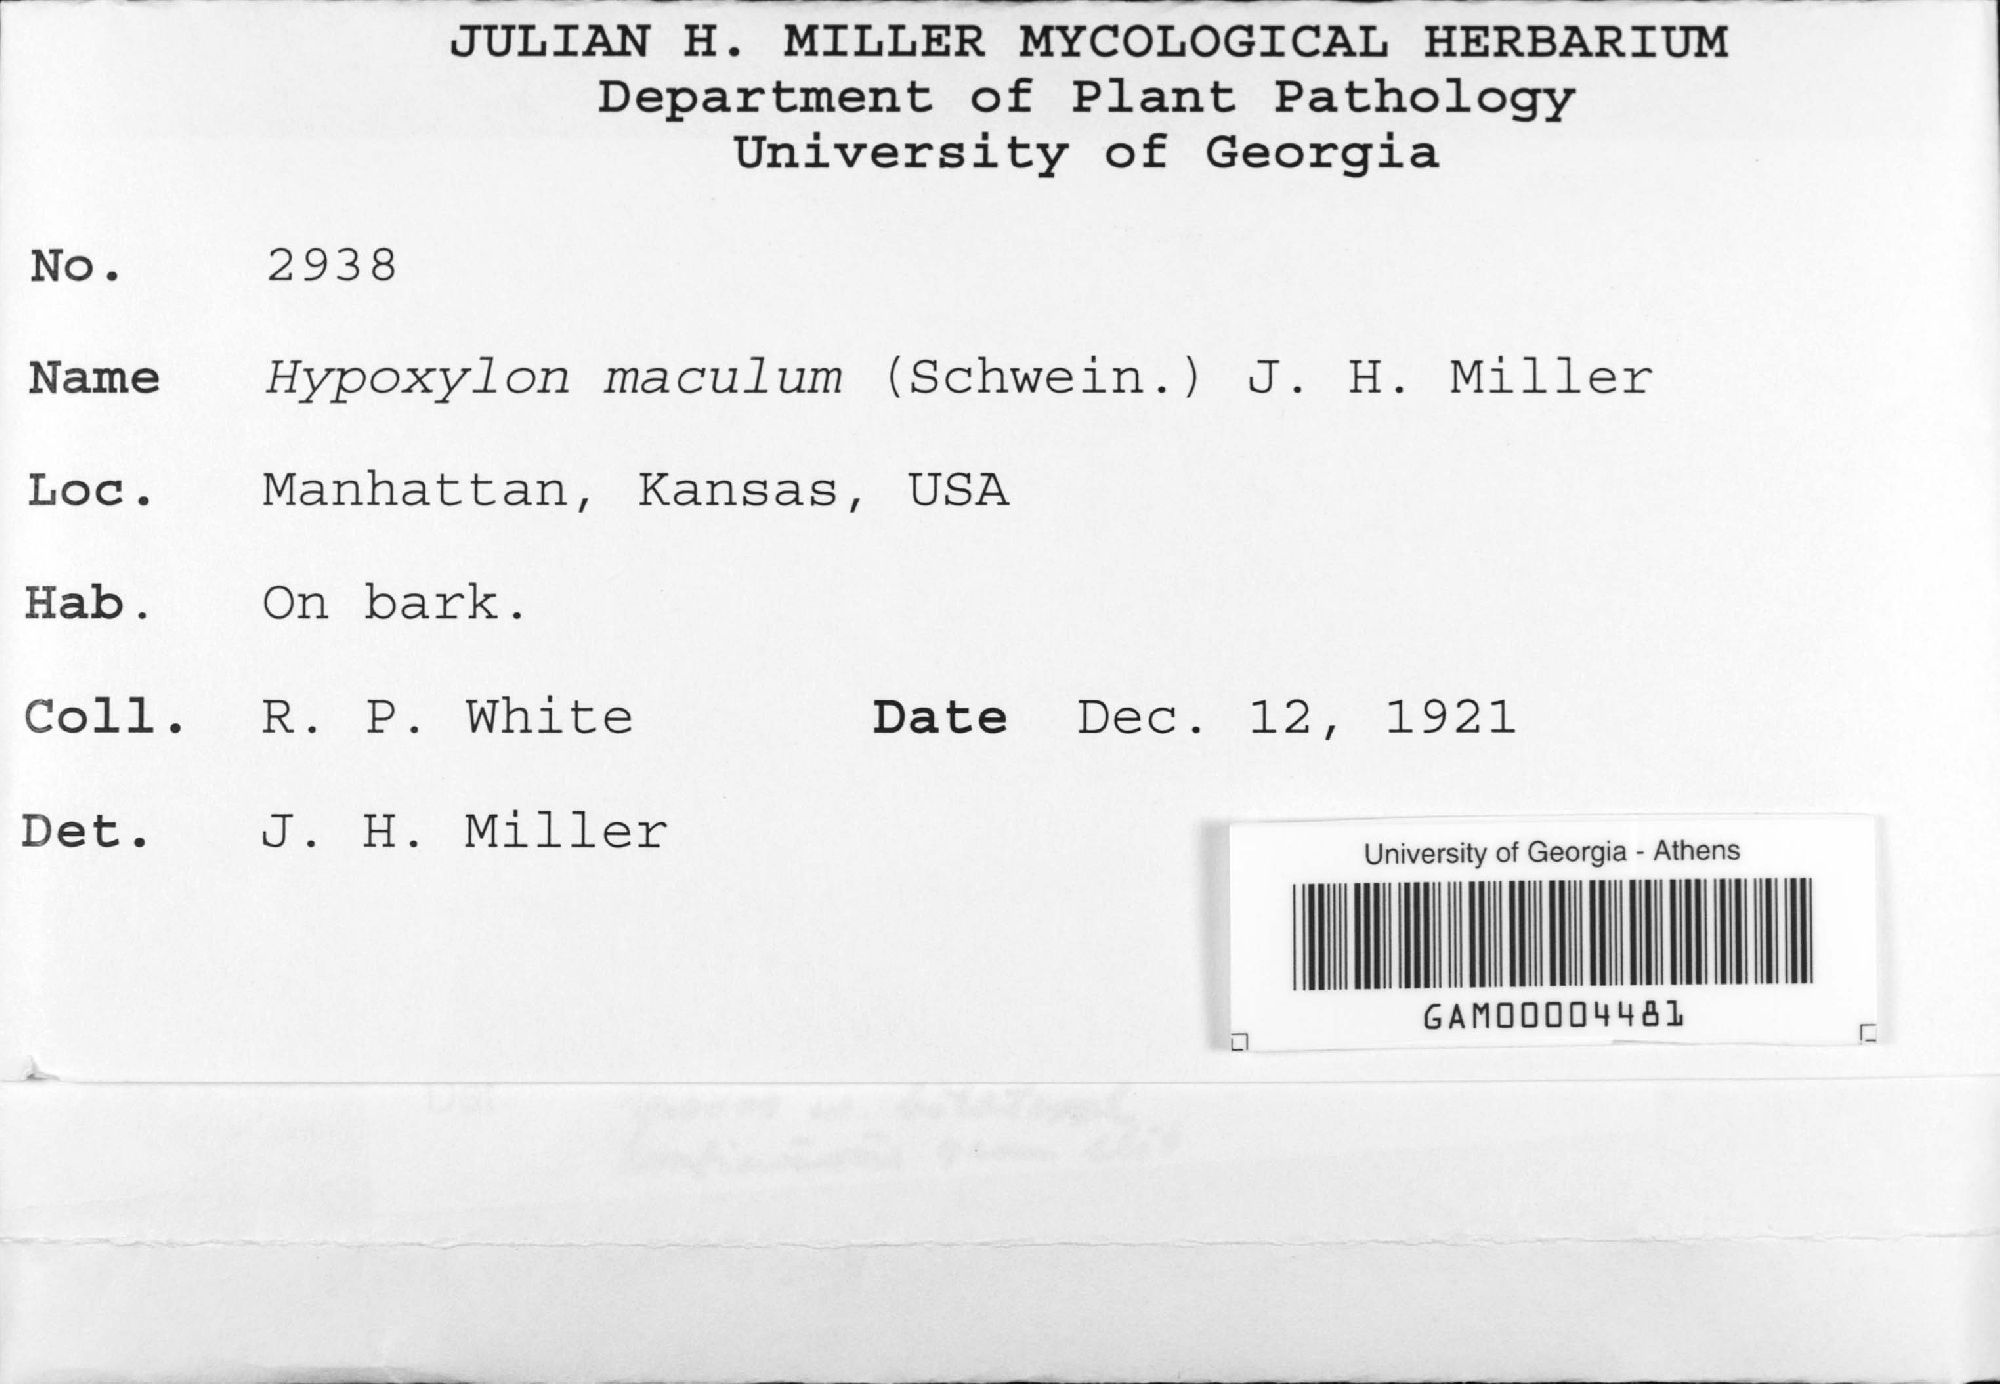 JULIAN H. MILLER MYCOLOGICAL HERBARIUM
Department of Plant Pathology
University of Georgia
No. 2938
Name Hypoxylon maculum (Schwein.) J. H. Miller
Loc. Manhattan, Kansas, USA
Hab. On bark.
Coll. R. P. White Date Dec. 12, 1921
Det. J. H. Miller
University of Georgia - Athens
GAM00004481